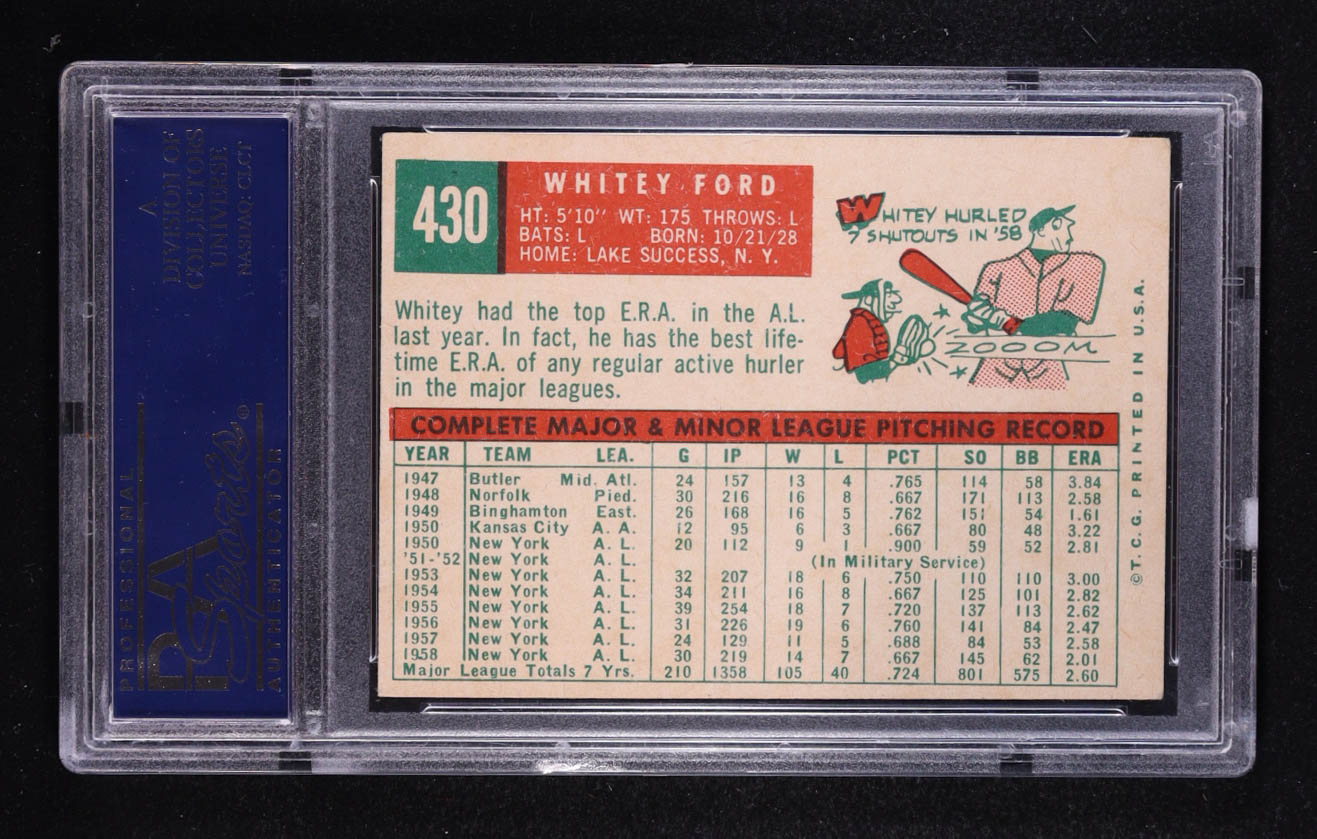 A
DIVISION OF
COLLECTORS
UNIVERSE
NASDAQ: CLCT
PROFESSIONAL
PSA
Sports®
AUTHENTICATOR
430
WHITEY FORD
HT: 5'10" WT: 175 THROWS: L
BATS: L BORN: 10/21/28
HOME: LAKE SUCCESS, N. Y.
WHITEY HURLED
7 SHUTOUTS IN '58
ZOOOM
Whitey had the top E.R.A. in the A.L.
last year. In fact, he has the best life-
time E.R.A. of any regular active hurler
in the major leagues.
COMPLETE MAJOR & MINOR LEAGUE PITCHING RECORD
YEAR TEAM LEA. G IP W L PCT SO BB ERA
1947 Butler Mid. Atl. 24 157 13 4 .765 114 58 3.84
1948 Norfolk Pied. 30 216 16 8 .667 171 113 2.58
1949 Binghamton East. 26 168 16 5 .762 151 54 1.61
1950 Kansas City A. A. 12 95 6 3 .667 80 48 3.22
1950 New York A. L. 20 112 9 1 .900 59 52 2.81
'51-'52 New York A. L. (In Military Service)
1953 New York A. L. 32 207 18 6 .750 110 110 3.00
1954 New York A. L. 34 211 16 8 .667 125 101 2.82
1955 New York A. L. 39 254 18 7 .720 137 113 2.62
1956 New York A. L. 31 226 19 6 .760 141 84 2.47
1957 New York A. L. 24 129 11 5 .688 84 53 2.58
1958 New York A. L. 30 219 14 7 .667 145 62 2.01
Major League Totals 7 Yrs. 210 1358 105 40 .724 801 575 2.60
© T. C. G. PRINTED IN U.S.A.